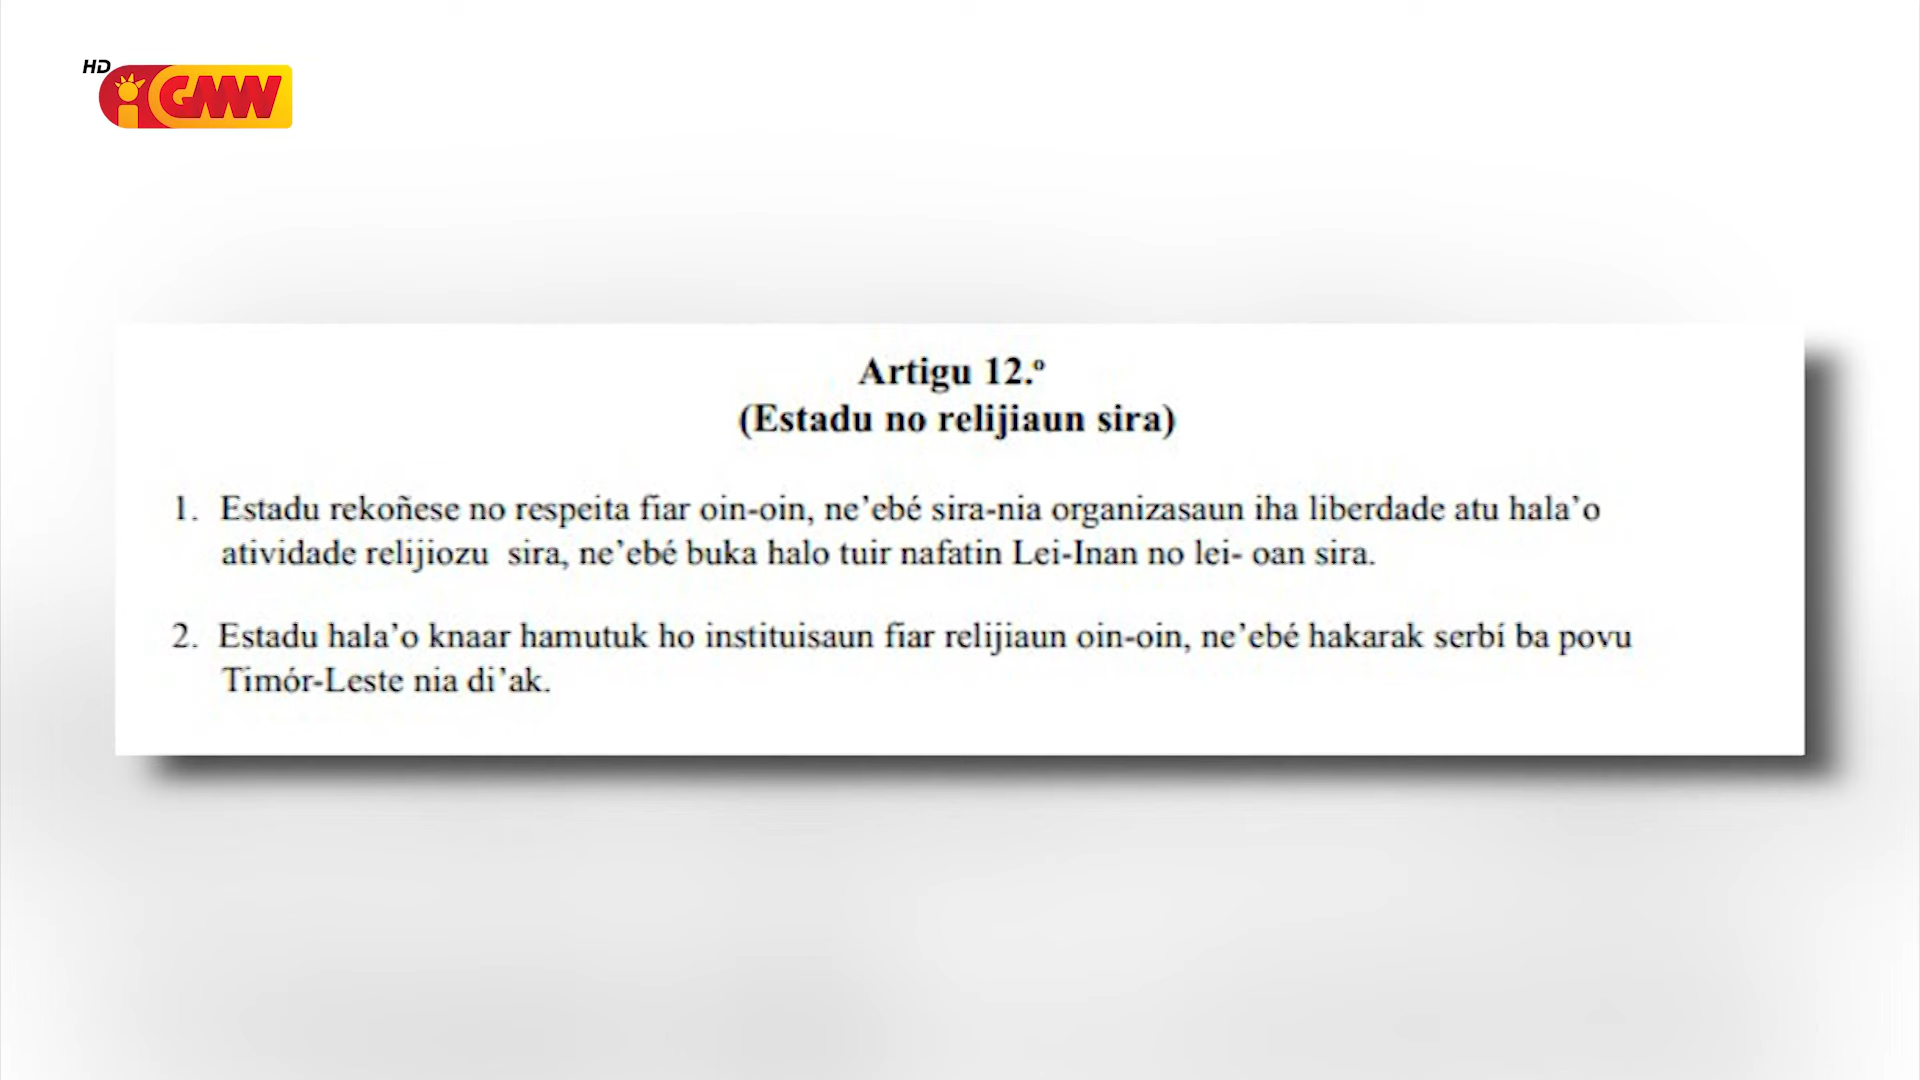 HD
GMN
Artigu 12.º
(Estadu no relijiaun sira)
1. Estadu rekoñese no respeita fiar oin-oin, ne’ebé sira-nia organizasaun iha liberdade atu hala’o
atividade relijiozu sira, ne’ebé buka halo tuir nafatin Lei-Inan no lei- oan sira.
2. Estadu hala’o knaar hamutuk ho instituisaun fiar relijiaun oin-oin, ne’ebé hakarak serbí ba povu
Timór-Leste nia di’ak.